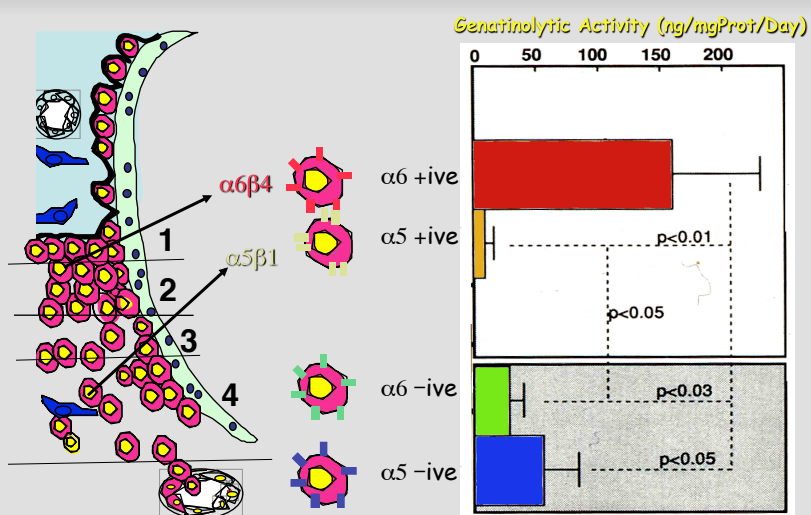 Genatinolytic Activity (ng/mgProt/Day)
0 50 100 150 200
α6β4
α6 +ive
α5 +ive
α5β1
1
2
3
4
p<0.01
p<0.05
α6 –ive
p<0.03
α5 –ive
p<0.05